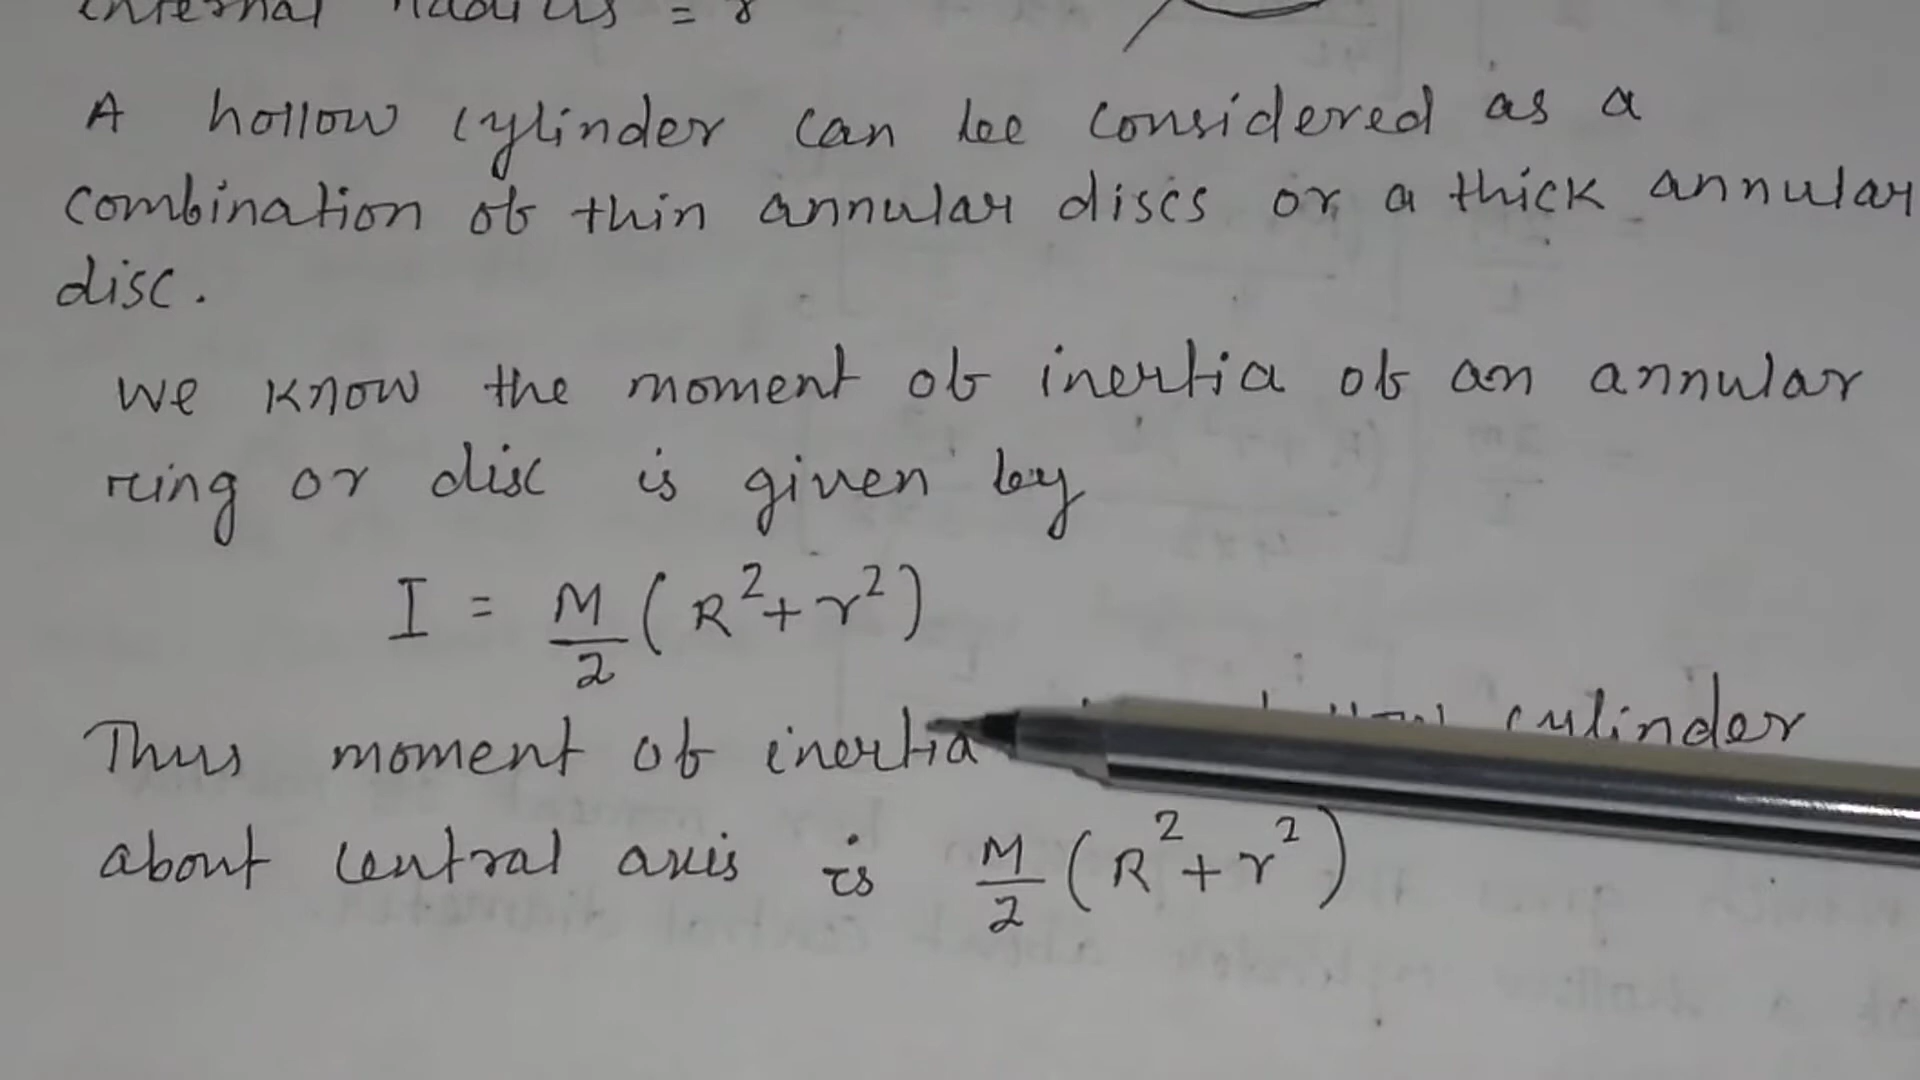 internal radius = r
A hollow cylinder can be considered as a
combination of thin annular discs or a thick annular
disc.
We know the moment of inertia of an annular
ring or disc is given by
I = M/2 (R²+r²)
Thus moment of inertia cylinder
about central axis is M/2 (R²+r²)